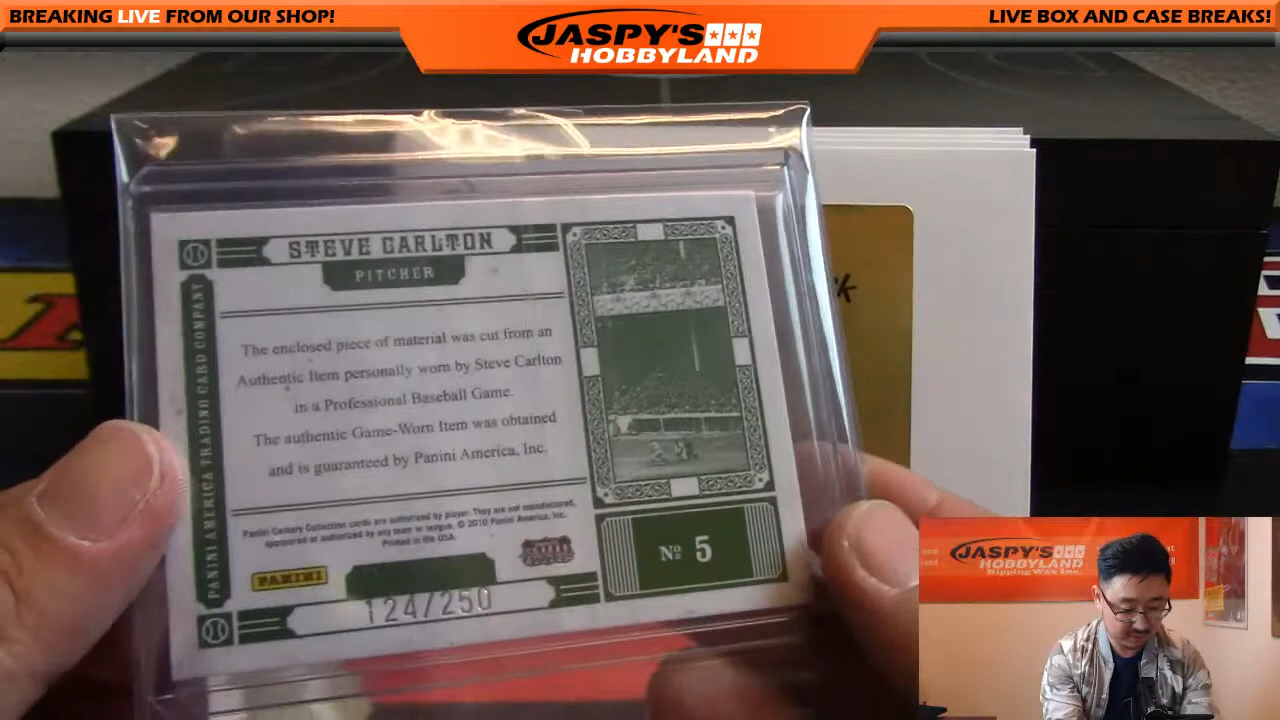 BREAKING LIVE FROM OUR SHOP!
JASPY'S
HOBBYLAND
LIVE BOX AND CASE BREAKS!
STEVE CARLTON
PITCHER
PANINI AMERICA TRADING CARD COMPANY
The enclosed piece of material was cut from an
Authentic Item personally worn by Steve Carlton
in a Professional Baseball Game.
The authentic Game-Worn Item was obtained
and is guaranteed by Panini America, Inc.
Panini Century Collection cards are authorized by player. They are not manufactured,
sponsored or authorized by any team or league. © 2010 Panini America, Inc.
Printed in the USA.
PANINI
124/250
No 5
JASPY'S
HOBBYLAND
Ripping Wax Inc.